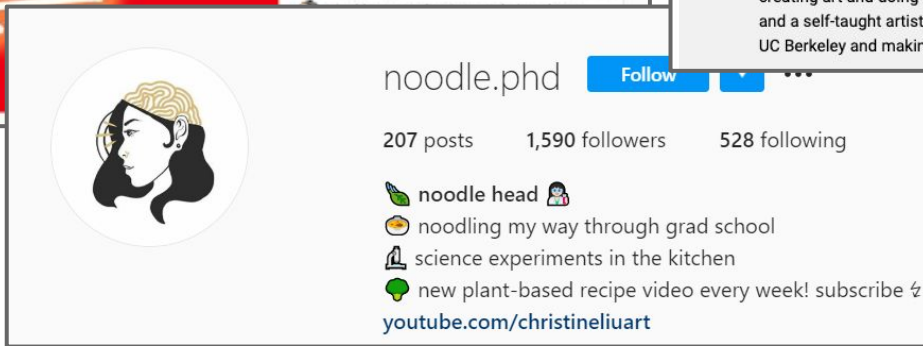 creating art and doing
and a self-taught artist
UC Berkeley and makin
noodle.phd Follow
207 posts 1,590 followers 528 following
noodle head
noodling my way through grad school
science experiments in the kitchen
new plant-based recipe video every week! subscribe
youtube.com/christineliuart